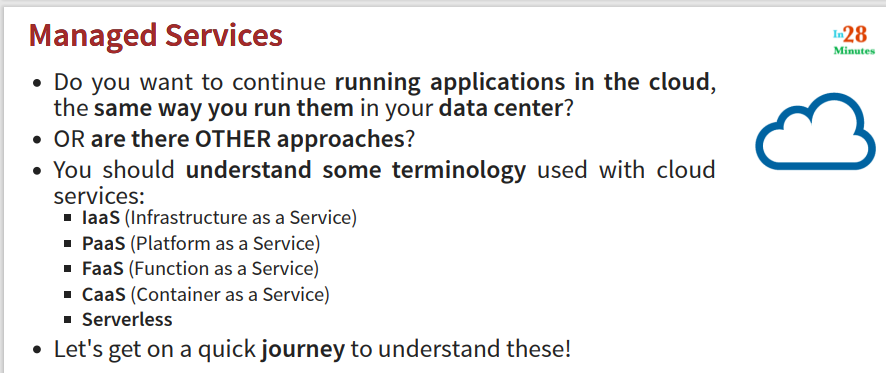 Managed Services
In28
Minutes
• Do you want to continue running applications in the cloud,
the same way you run them in your data center?
• OR are there OTHER approaches?
• You should understand some terminology used with cloud
services:
▪ IaaS (Infrastructure as a Service)
▪ PaaS (Platform as a Service)
▪ FaaS (Function as a Service)
▪ CaaS (Container as a Service)
▪ Serverless
• Let's get on a quick journey to understand these!